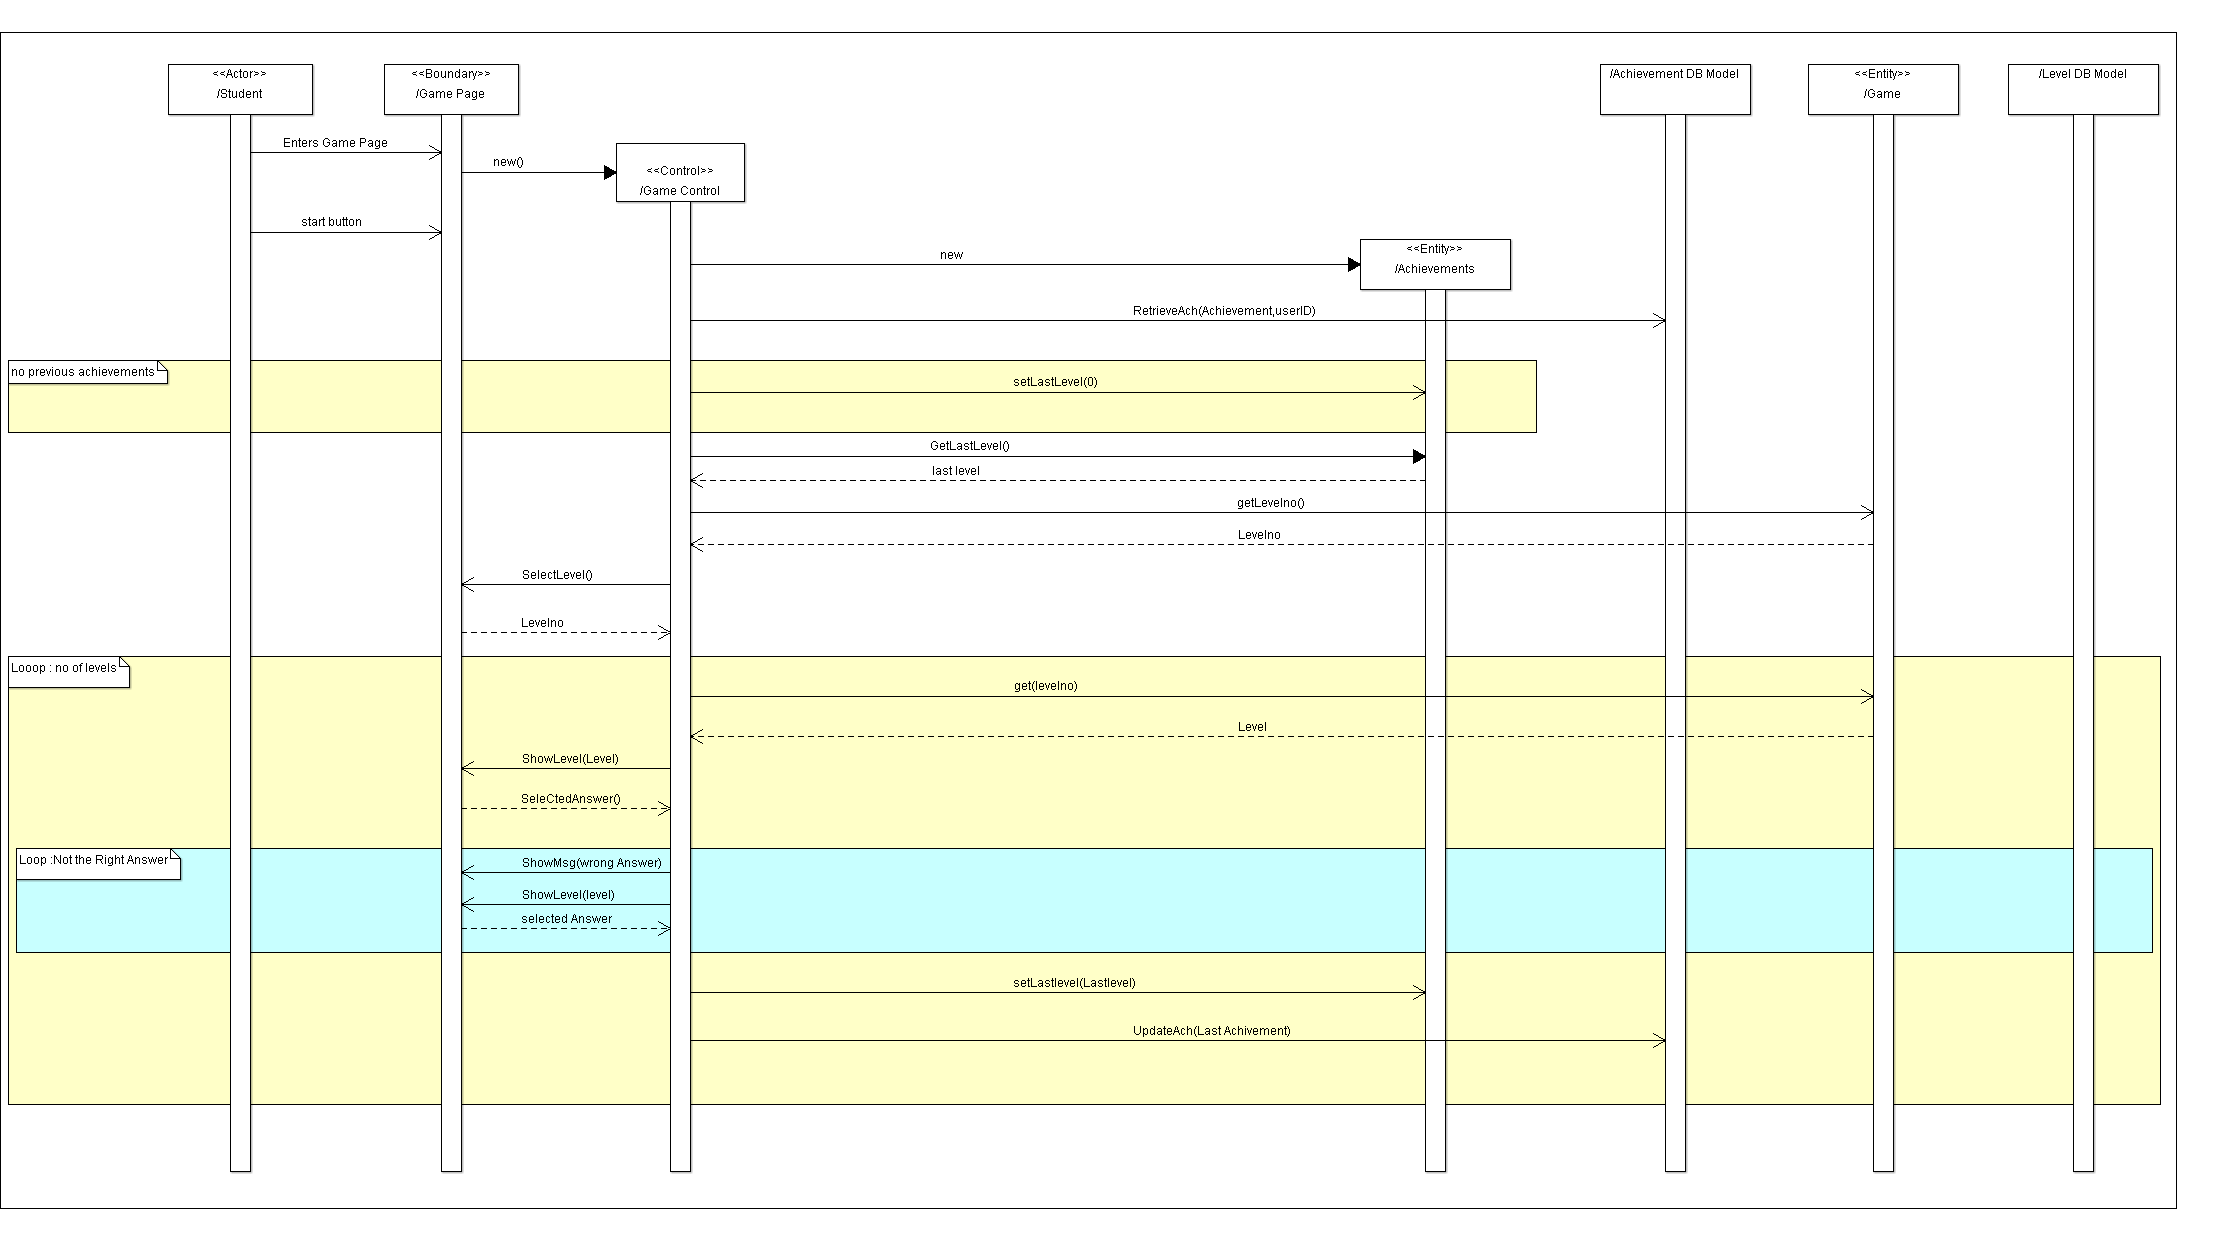 <<Actor>>
/Student
<<Boundary>>
/Game Page
/Achievement DB Model
<<Entity>>
/Game
/Level DB Model
Enters Game Page
new()
<<Control>>
/Game Control
start button
new
<<Entity>>
/Achievements
RetrieveAch(Achievement,userID)
no previous achievements
setLastLevel(0)
GetLastLevel()
last level
getLevelno()
Levelno
SelectLevel()
Levelno
Looop : no of levels
get(levelno)
Level
ShowLevel(Level)
SeleCtedAnswer()
Loop :Not the Right Answer
ShowMsg(wrong Answer)
ShowLevel(level)
selected Answer
setLastlevel(Lastlevel)
UpdateAch(Last Achivement)